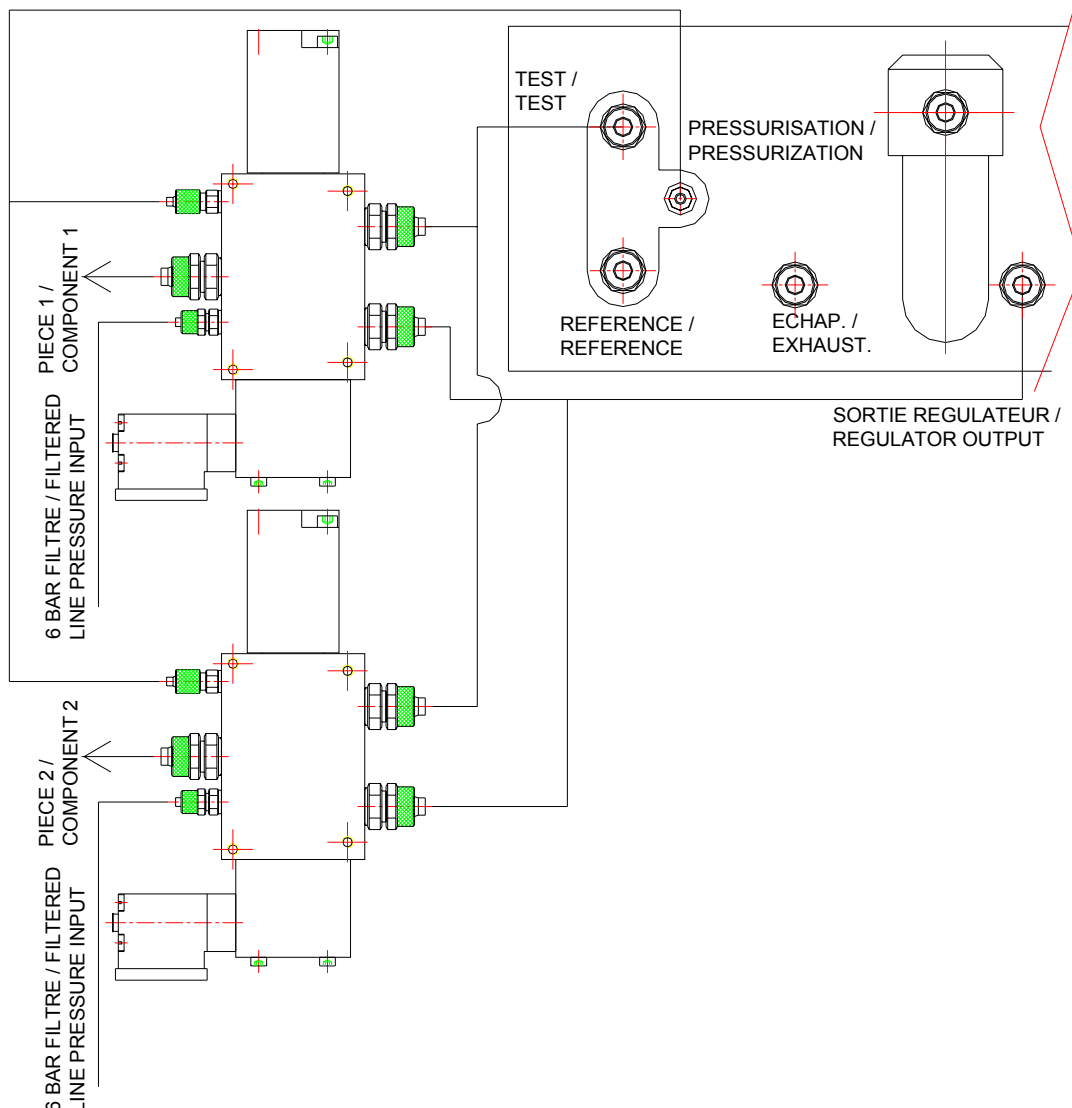 TEST /
TEST
PRESSURISATION /
PRESSURIZATION
REFERENCE /
REFERENCE
ECHAP. /
EXHAUST.
SORTIE REGULATEUR /
REGULATOR OUTPUT
PIECE 1 /
COMPONENT 1
6 BAR FILTRE / FILTERED
LINE PRESSURE INPUT
PIECE 2 /
COMPONENT 2
6 BAR FILTRE / FILTERED
LINE PRESSURE INPUT